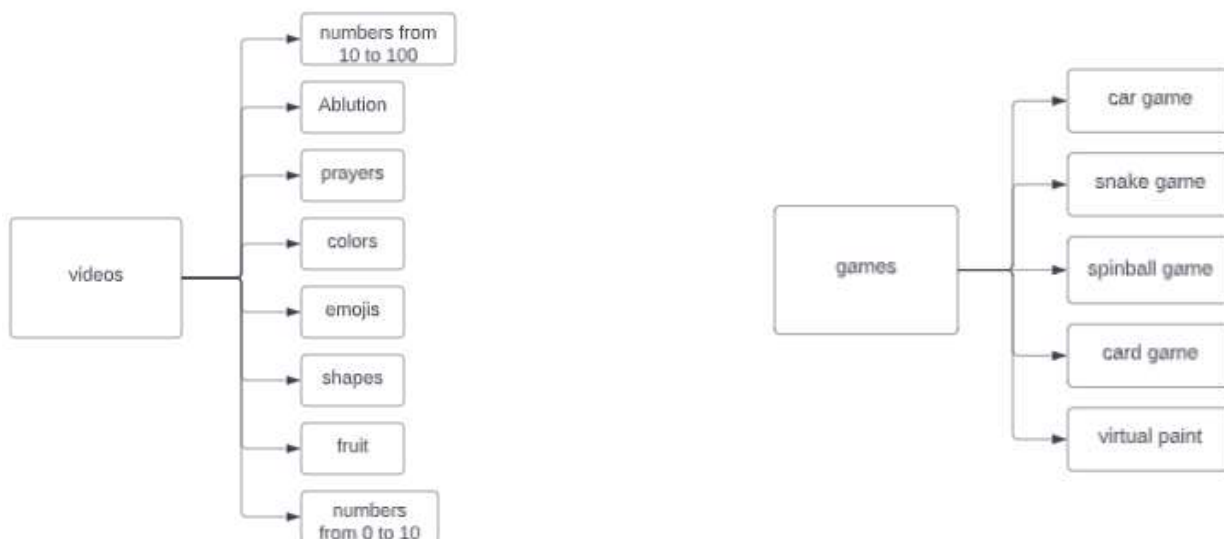 numbers from
10 to 100
Ablution
prayers
colors
videos
emojis
shapes
fruit
numbers
from 0 to 10
car game
snake game
games
spinball game
card game
virtual paint